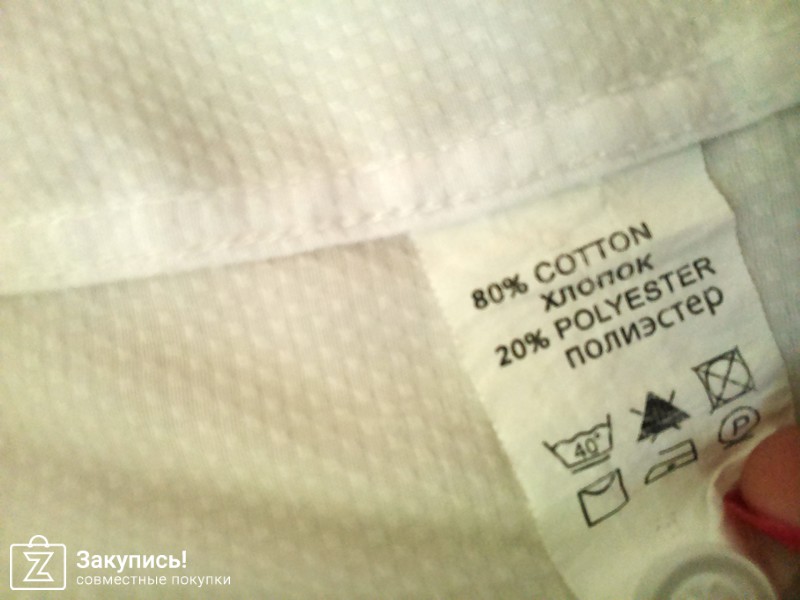 80% COTTON
хлопок
20% POLYESTER
полиэстер
40°
P
Закупись!
совместные покупки